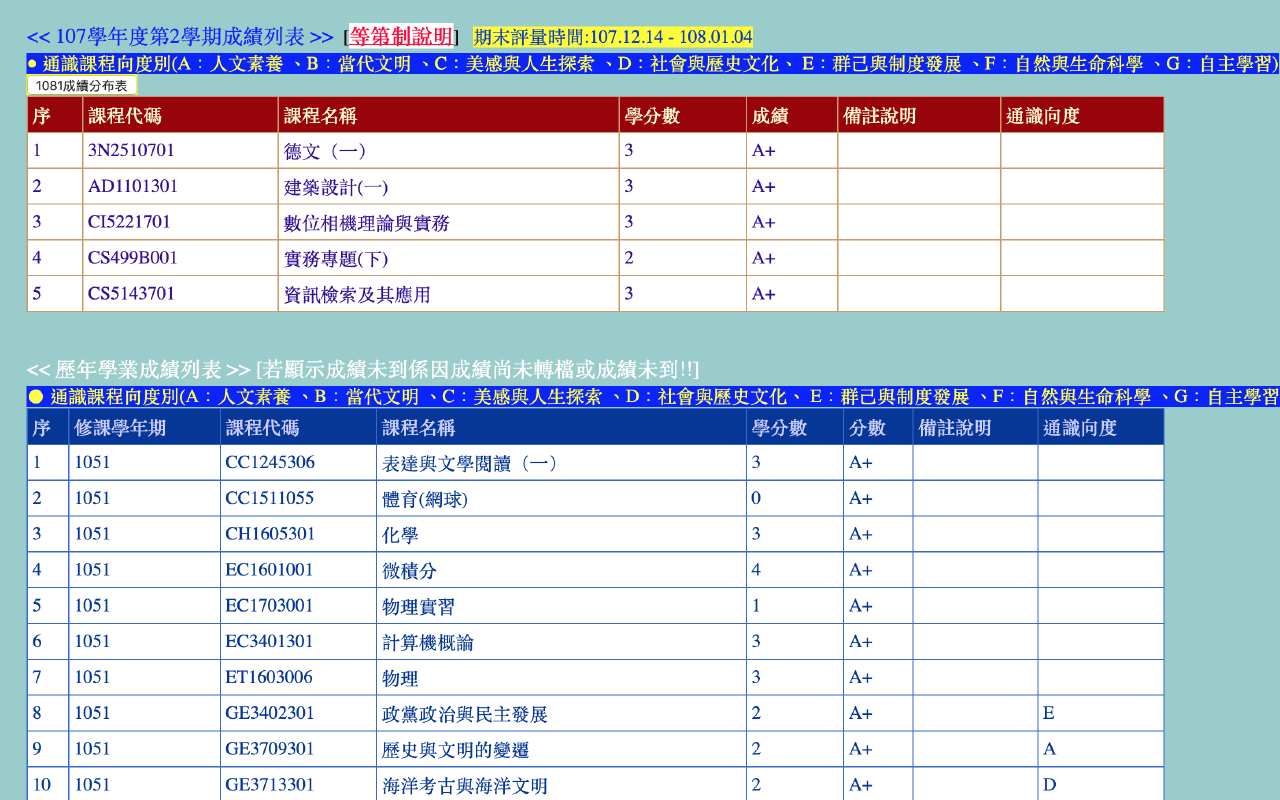 << 107學年度第2學期成績列表 >> [等第制說明] 期末評量時間:107.12.14 - 108.01.04
● 通識課程向度別(A：人文素養 、B：當代文明 、C：美感與人生探索 、D：社會與歷史文化、 E：群己與制度發展 、F：自然與生命科學 、G：自主學習)
1081成績分布表
序 課程代碼 課程名稱 學分數 成績 備註說明 通識向度
1 3N2510701 德文（一） 3 A+
2 AD1101301 建築設計(一) 3 A+
3 CI5221701 數位相機理論與實務 3 A+
4 CS499B001 實務專題(下) 2 A+
5 CS5143701 資訊檢索及其應用 3 A+
<< 歷年學業成績列表 >> [若顯示成績未到係因成績尚未轉檔或成績未到!!]
● 通識課程向度別(A：人文素養 、B：當代文明 、C：美感與人生探索 、D：社會與歷史文化、 E：群己與制度發展 、F：自然與生命科學 、G：自主學習
序 修課學年期 課程代碼 課程名稱 學分數 分數 備註說明 通識向度
1 1051 CC1245306 表達與文學閱讀（一） 3 A+
2 1051 CC1511055 體育(網球) 0 A+
3 1051 CH1605301 化學 3 A+
4 1051 EC1601001 微積分 4 A+
5 1051 EC1703001 物理實習 1 A+
6 1051 EC3401301 計算機概論 3 A+
7 1051 ET1603006 物理 3 A+
8 1051 GE3402301 政黨政治與民主發展 2 A+ E
9 1051 GE3709301 歷史與文明的變遷 2 A+ A
10 1051 GE3713301 海洋考古與海洋文明 2 A+ D